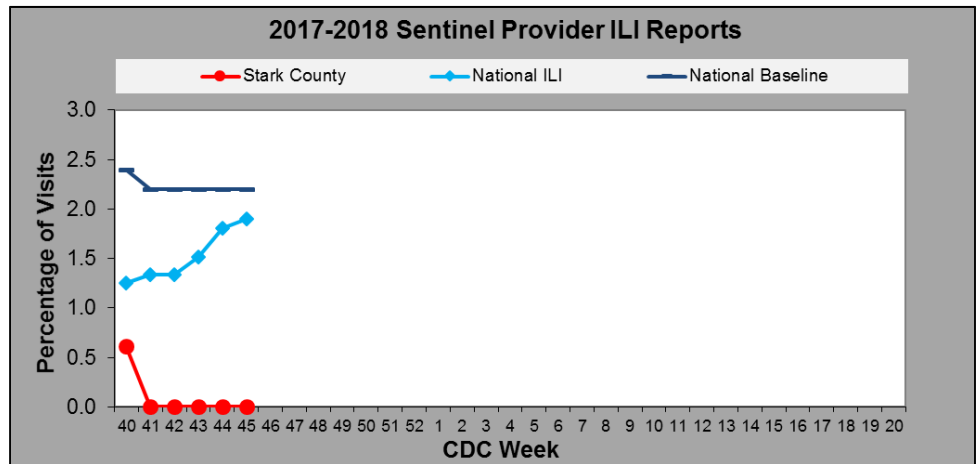 2017-2018 Sentinel Provider ILI Reports
Stark County National ILI National Baseline
Percentage of Visits
3.0
2.5
2.0
1.5
1.0
0.5
0.0
40 41 42 43 44 45 46 47 48 49 50 51 52 1 2 3 4 5 6 7 8 9 10 11 12 13 14 15 16 17 18 19 20
CDC Week